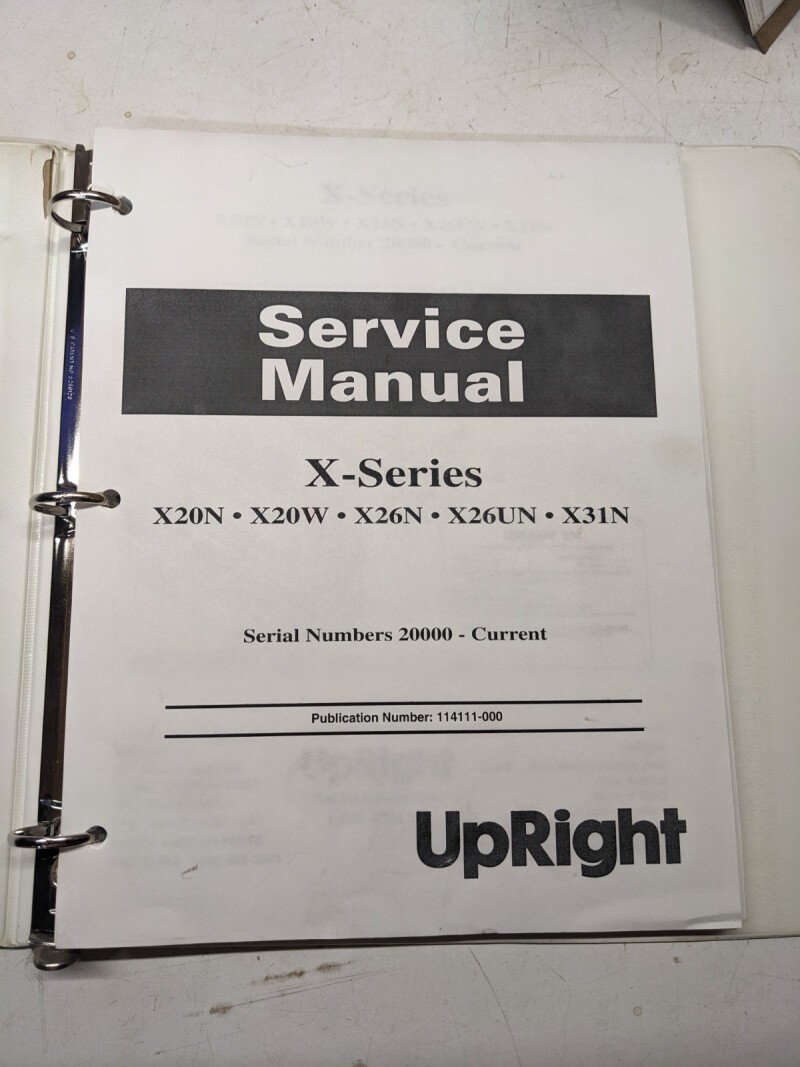 Service
Manual
X-Series
X20N • X20W • X26N • X26UN • X31N
Serial Numbers 20000 - Current
Publication Number: 114111-000
UpRight